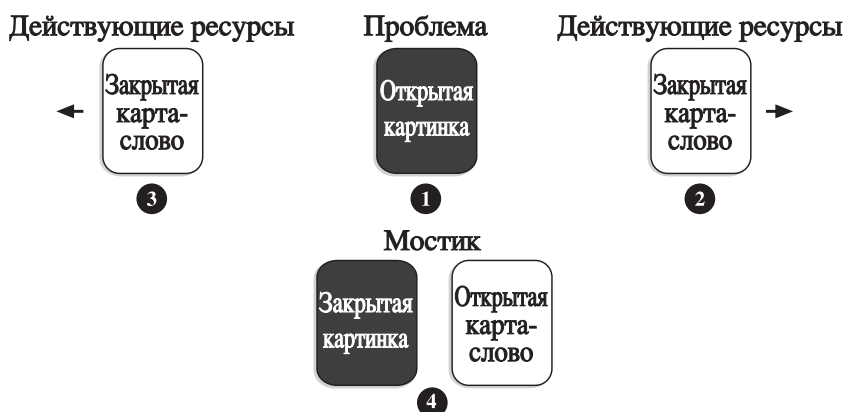 Действующие ресурсы Проблема Действующие ресурсы
Закрытая
карта-
слово
Открытая
картинка
Закрытая
карта-
слово
3 1 2
Мостик
Закрытая
картинка
Открытая
карта-
слово
4